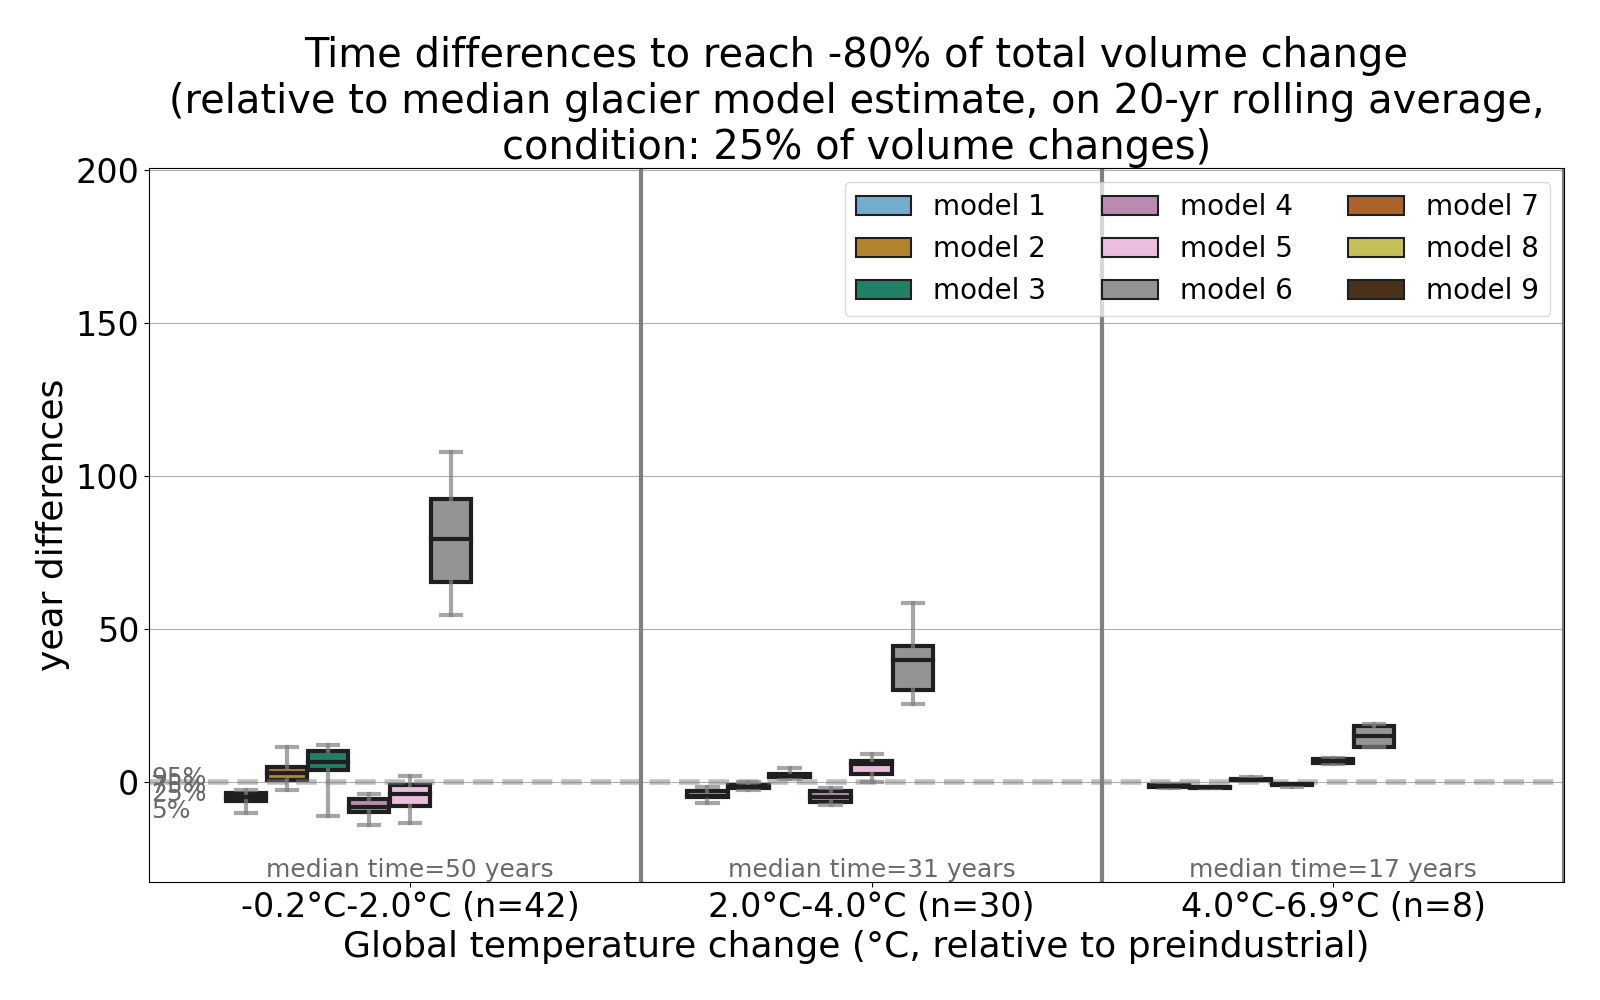 Time differences to reach -80% of total volume change
(relative to median glacier model estimate, on 20-yr rolling average,
condition: 25% of volume changes)
200
150
100
50
0
year differences
model 1
model 2
model 3
model 4
model 5
model 6
model 7
model 8
model 9
95%
75%
25%
5%
median time=50 years
median time=31 years
median time=17 years
-0.2°C-2.0°C (n=42)
2.0°C-4.0°C (n=30)
4.0°C-6.9°C (n=8)
Global temperature change (°C, relative to preindustrial)